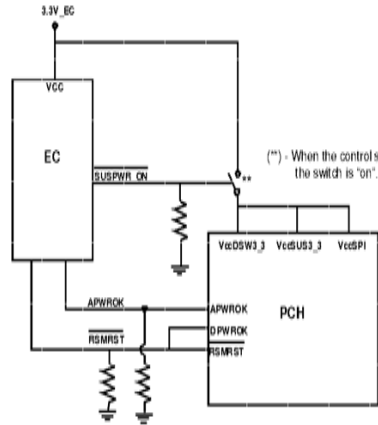 3.3V_EC
VCC
EC
SUSPWR_ON
**
(**) - When the control s
the switch is "on".
VccDSW3_3 VccSUS3_3 VccSPI
APWROK
APWROK
PCH
DPWROK
RSMRST
RSMRST